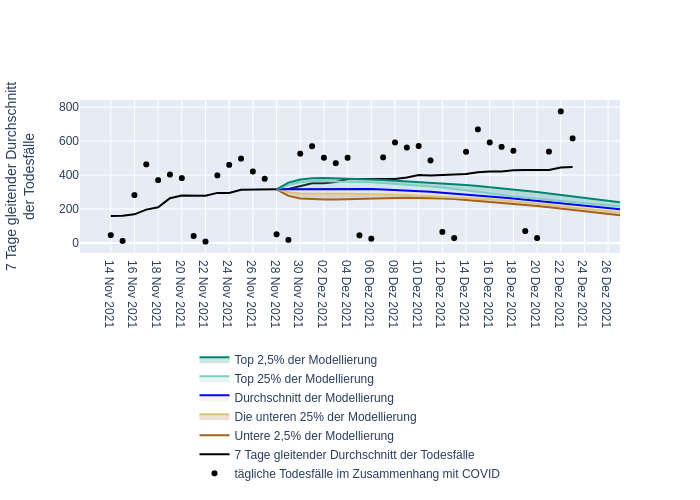 7 Tage gleitender Durchschnitt
der Todesfälle
800
600
400
200
0
14 Nov 2021
16 Nov 2021
18 Nov 2021
20 Nov 2021
22 Nov 2021
24 Nov 2021
26 Nov 2021
28 Nov 2021
30 Nov 2021
02 Dez 2021
04 Dez 2021
06 Dez 2021
08 Dez 2021
10 Dez 2021
12 Dez 2021
14 Dez 2021
16 Dez 2021
18 Dez 2021
20 Dez 2021
22 Dez 2021
24 Dez 2021
26 Dez 2021
Top 2,5% der Modellierung
Top 25% der Modellierung
Durchschnitt der Modellierung
Die unteren 25% der Modellierung
Untere 2,5% der Modellierung
7 Tage gleitender Durchschnitt der Todesfälle
tägliche Todesfälle im Zusammenhang mit COVID